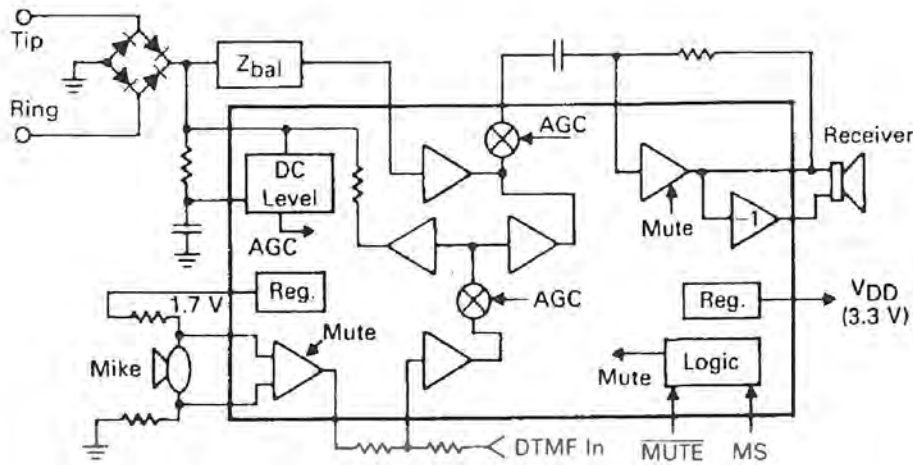 Tip
Ring
Zbal
AGC
Receiver
DC
Level
AGC
Mute
-1
1.7 V
Reg.
AGC
Reg.
VDD
(3.3 V)
Mute
Mike
Logic
Mute
DTMF In
MUTE
MS